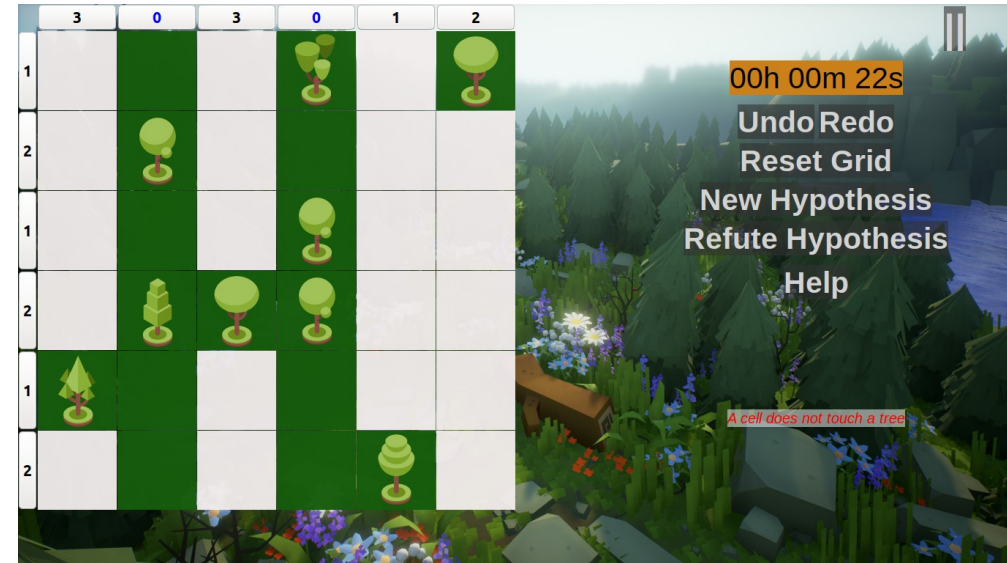 3 0 3 0 1 2
1
2
1
2
1
2
00h 00m 22s
Undo Redo
Reset Grid
New Hypothesis
Refute Hypothesis
Help
A cell does not touch a tree